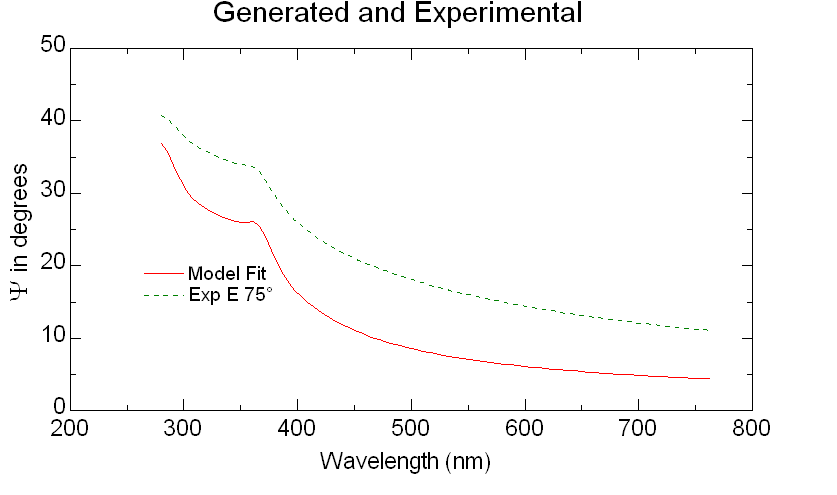 Generated and Experimental
50
40
30
20
10
0
Ψ in degrees
Model Fit
Exp E 75°
200 300 400 500 600 700 800
Wavelength (nm)